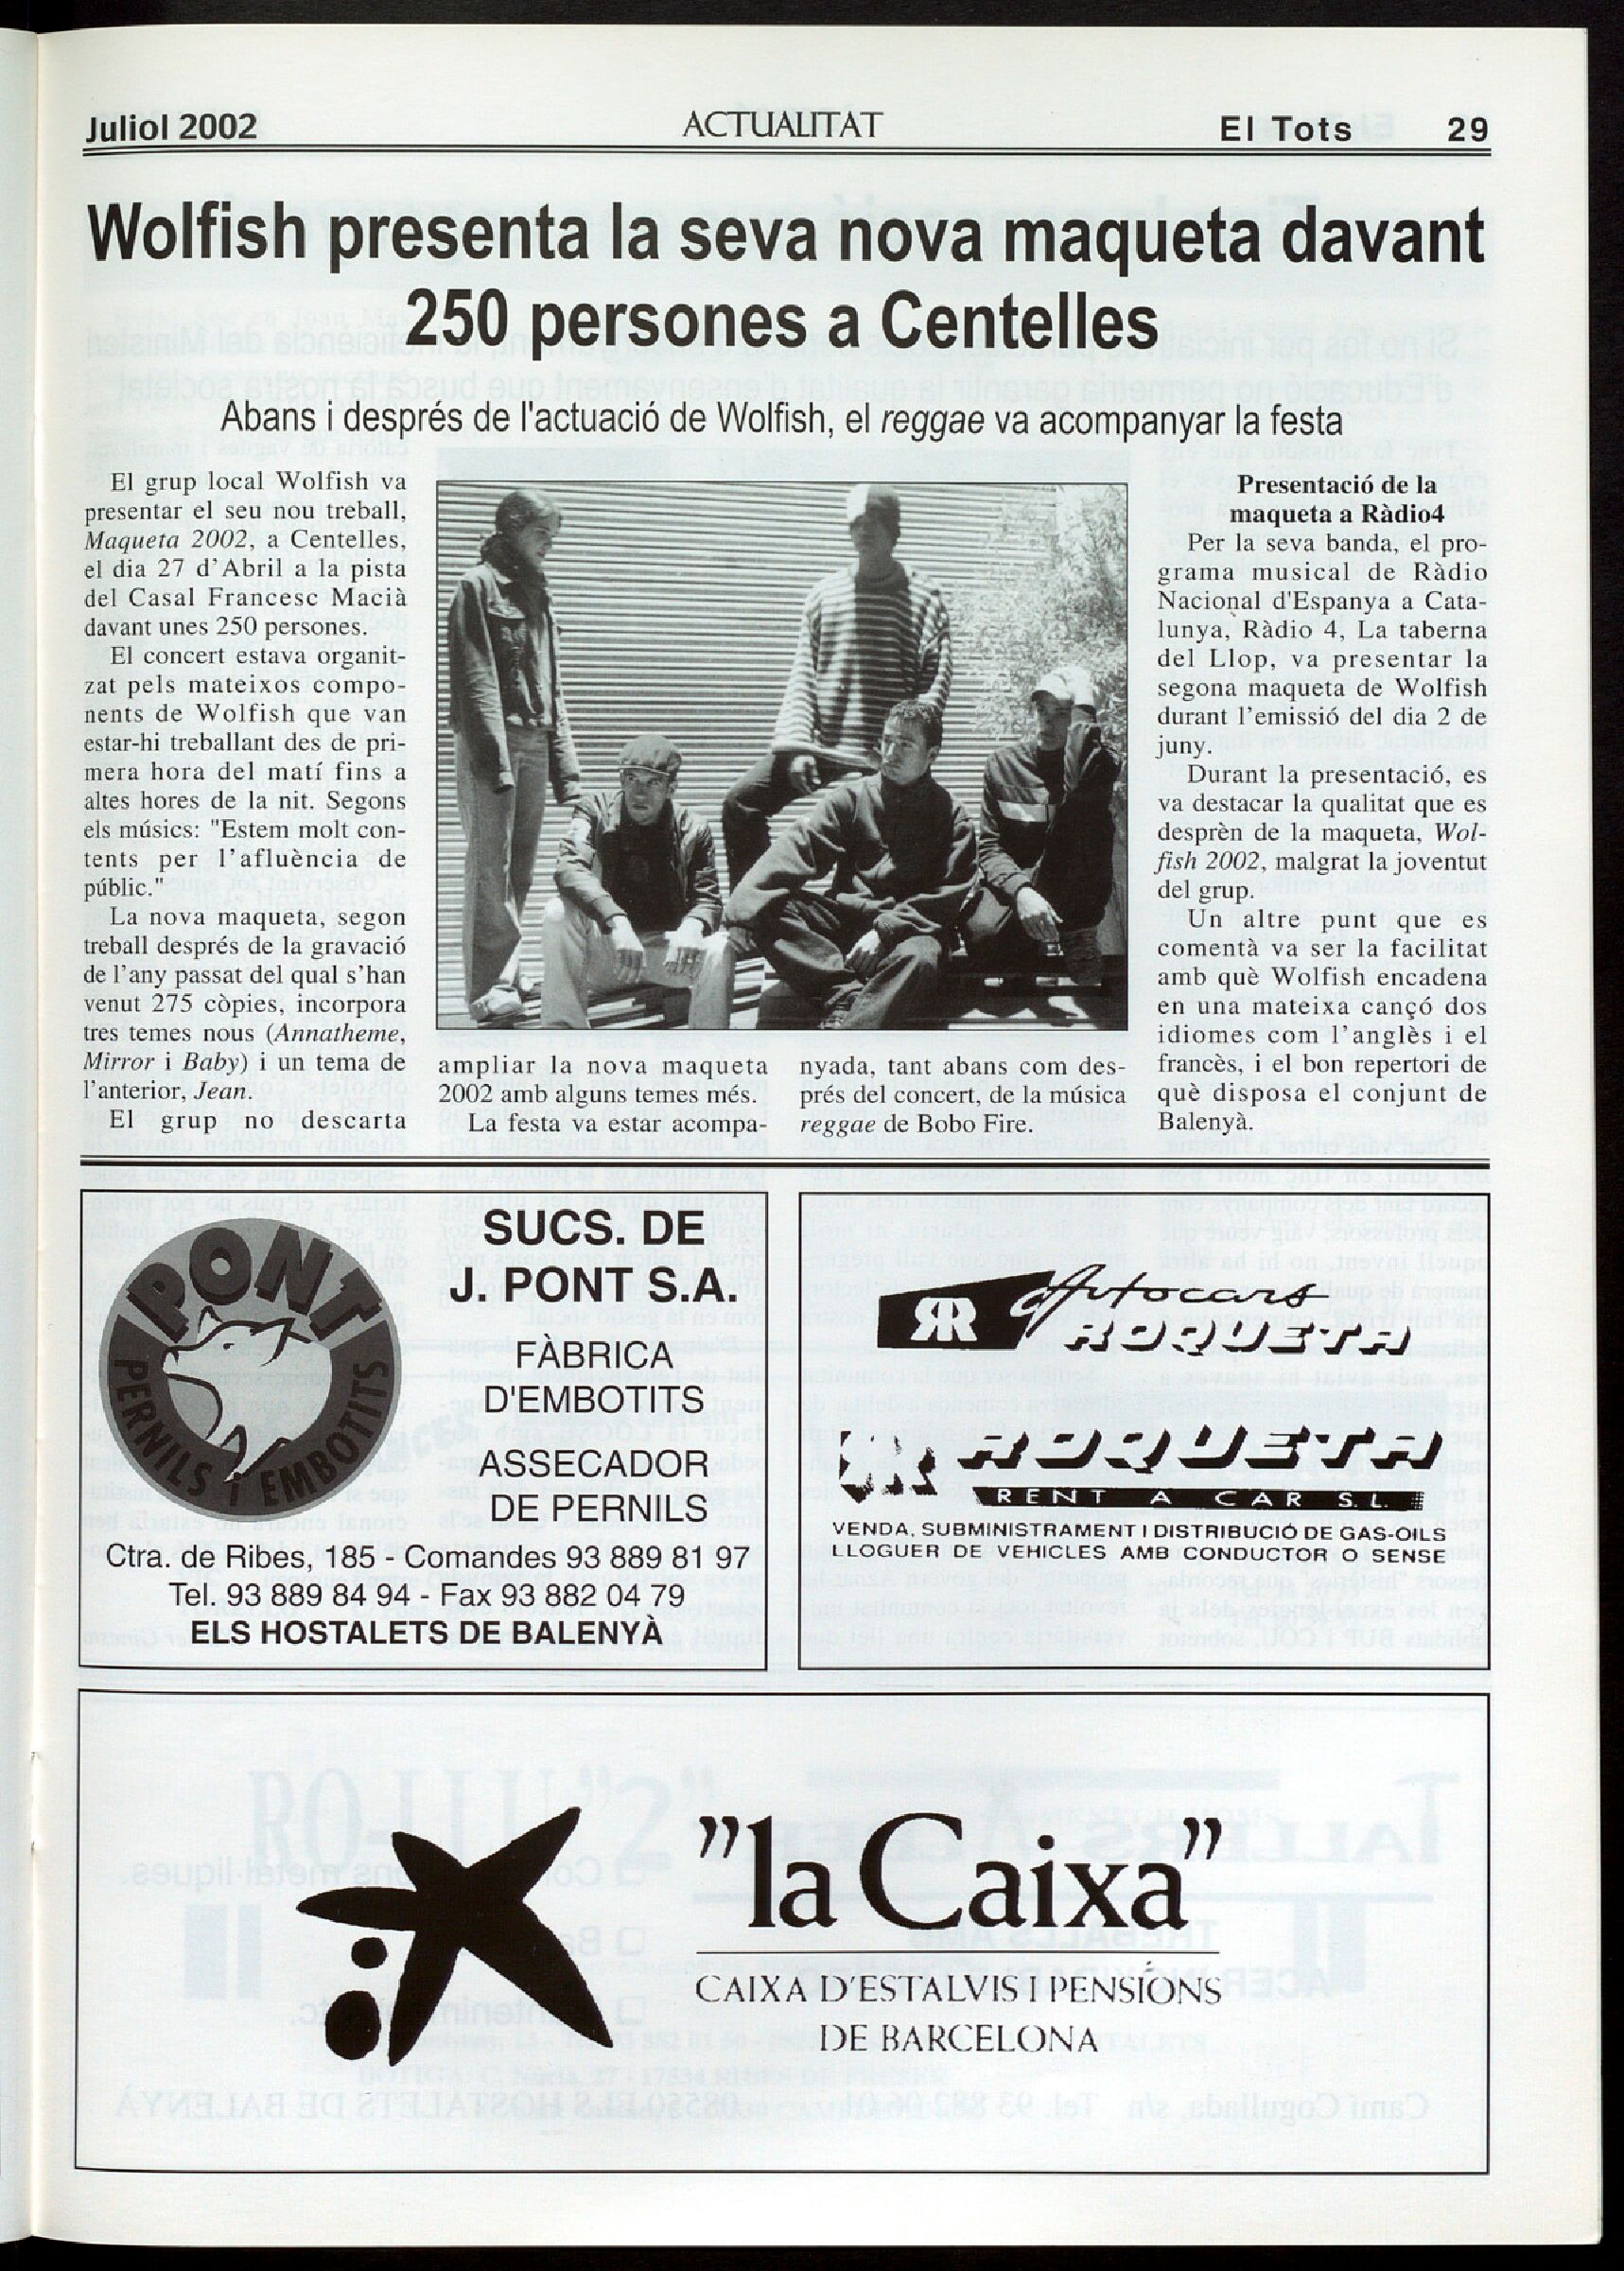 Juliol 2002
ACTUALITAT
El Tots 29
Wolfish presenta la seva nova maqueta davant
250 persones a Centelles
Abans i després de l'actuació de Wolfish, el reggae va acompanyar la festa
El grup local Wolfish va
presentar el seu nou treball,
Maqueta 2002, a Centelles,
el dia 27 d'Abril a la pista
del Casal Francesc Macià
davant unes 250 persones.
El concert estava organit-
zat pels mateixos compo-
nents de Wolfish que van
estar-hi treballant des de pri-
mera hora del matí fins a
altes hores de la nit. Segons
els músics: "Estem molt con-
tents per l'afluència de
públic."
La nova maqueta, segon
treball després de la gravació
de l'any passat del qual s'han
venut 275 còpies, incorpora
tres temes nous (Annatheme,
Mirror i Baby) i un tema de
l'anterior, Jean.
El grup no descarta
ampliar la nova maqueta
2002 amb alguns temes més.
La festa va estar acompa-
nyada, tant abans com des-
prés del concert, de la música
reggae de Bobo Fire.
Presentació de la
maqueta a Ràdio4
Per la seva banda, el pro-
grama musical de Ràdio
Nacional d'Espanya a Cata-
lunya, Ràdio 4, La taberna
del Llop, va presentar la
segona maqueta de Wolfish
durant l'emissió del dia 2 de
juny.
Durant la presentació, es
va destacar la qualitat que es
desprèn de la maqueta, Wol-
fish 2002, malgrat la joventut
del grup.
Un altre punt que es
comentà va ser la facilitat
amb què Wolfish encadena
en una mateixa cançó dos
idiomes com l'anglès i el
francès, i el bon repertori de
què disposa el conjunt de
Balenyà.
PONT
PERNILS i EMBOTITS
SUCS. DE
J. PONT S.A.
FÀBRICA
D'EMBOTITS
ASSECADOR
DE PERNILS
Ctra. de Ribes, 185 - Comandes 93 889 81 97
Tel. 93 889 84 94 - Fax 93 882 04 79
ELS HOSTALETS DE BALENYÀ
Autocars
ROQUETA
ROQUETA
RENT A CAR S.L.
VENDA, SUBMINISTRAMENT I DISTRIBUCIÓ DE GAS-OILS
LLOGUER DE VEHICLES AMB CONDUCTOR O SENSE
"la Caixa"
CAIXA D'ESTALVIS I PENSIONS
DE BARCELONA